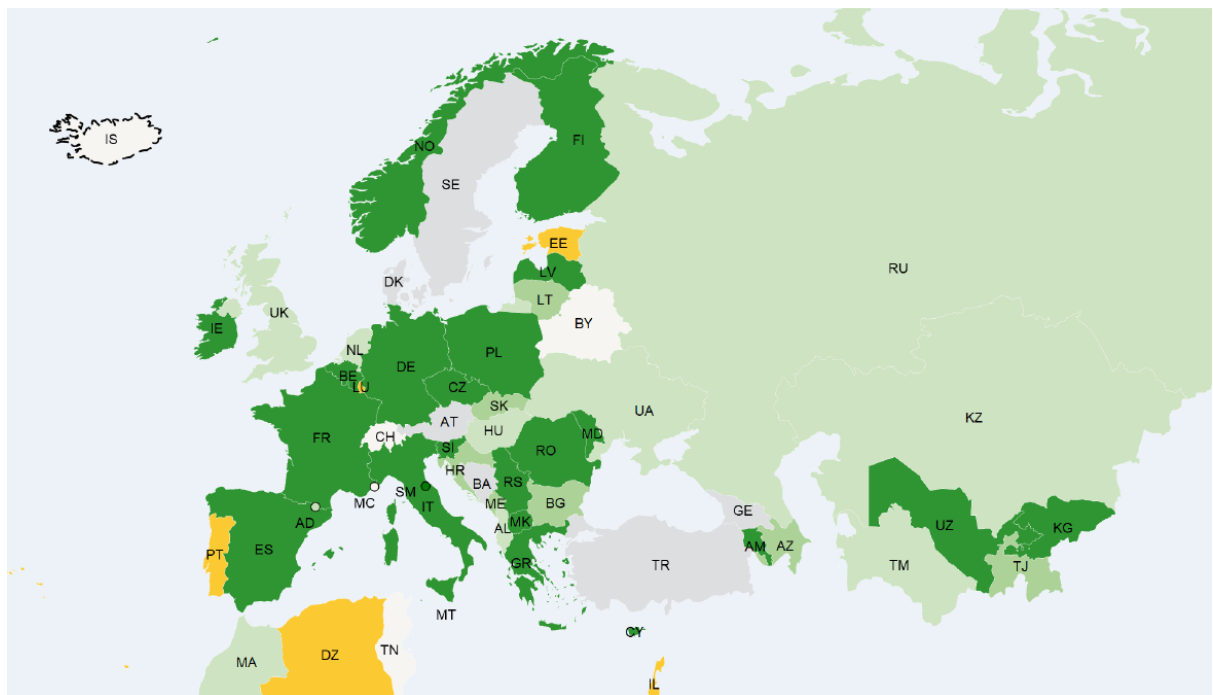 IS
NO
FI
SE
EE
RU
LV
DK
LT
UK
BY
IE
NL
PL
DE
BE
LU
CZ
SK
UA
KZ
AT
HU
FR
CH
MD
SI
RO
HR
BA
RS
SM
MC
IT
ME
BG
GE
MK
AD
UZ
KG
AM
AZ
AL
PT
ES
GR
TR
TM
TJ
MT
CY
TN
DZ
MA
IL